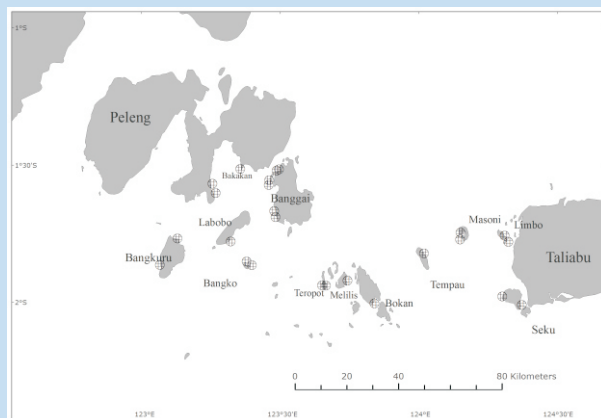 1°S
Peleng
1°30'S
Bakakan
Banggai
Labobo
Masoni
Limbo
Bangkuru
Taliabu
Bangko
Teropot
Melilis
Tempau
2°S
Bokan
Seku
0 20 40 80 Kilometers
123°E
123°30'E
124°E
124°30'E